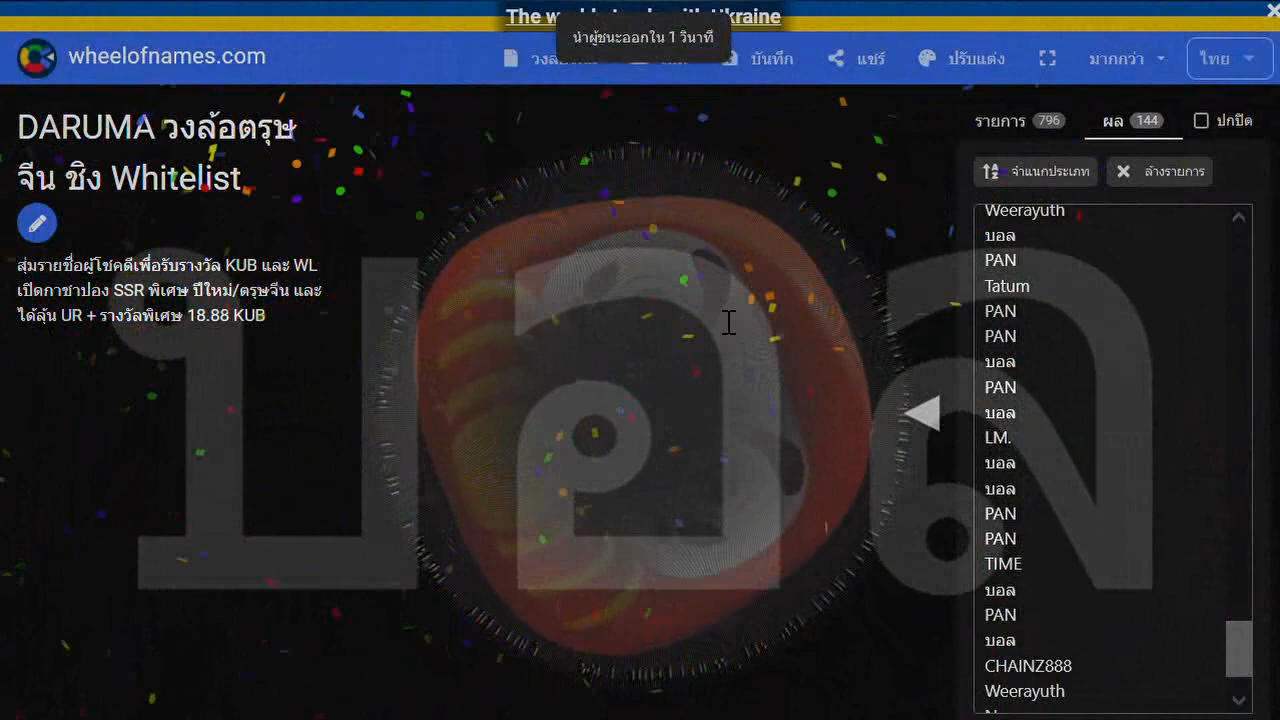 The w
kraine
นำผู้ชนะออกใน 1 วินาที
wheelofnames.com
บันทึก
แชร์
ปรับแต่ง
มากกว่า
ไทย
DARUMA วงล้อตรุษ
จีน ชิง Whitelist
สุ่มรายชื่อผู้โชคดีเพื่อรับรางวัล KUB และ WL
เปิดกาชาปอง SSR พิเศษ ปีใหม่/ตรุษจีน และ
ได้ลุ้น UR + รางวัลพิเศษ 18.88 KUB
บอล
รายการ 796
ผล 144
ปกปิด
จำแนกประเภท
ล้างรายการ
Weerayuth
บอล
PAN
Tatum
PAN
PAN
บอล
PAN
บอล
LM.
บอล
บอล
PAN
PAN
TIME
บอล
PAN
บอล
CHAINZ888
Weerayuth